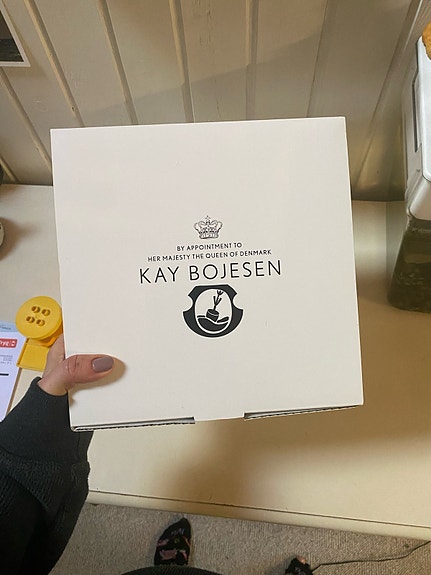 BY APPOINTMENT TO
HER MAJESTY THE QUEEN OF DENMARK
KAY BOJESEN